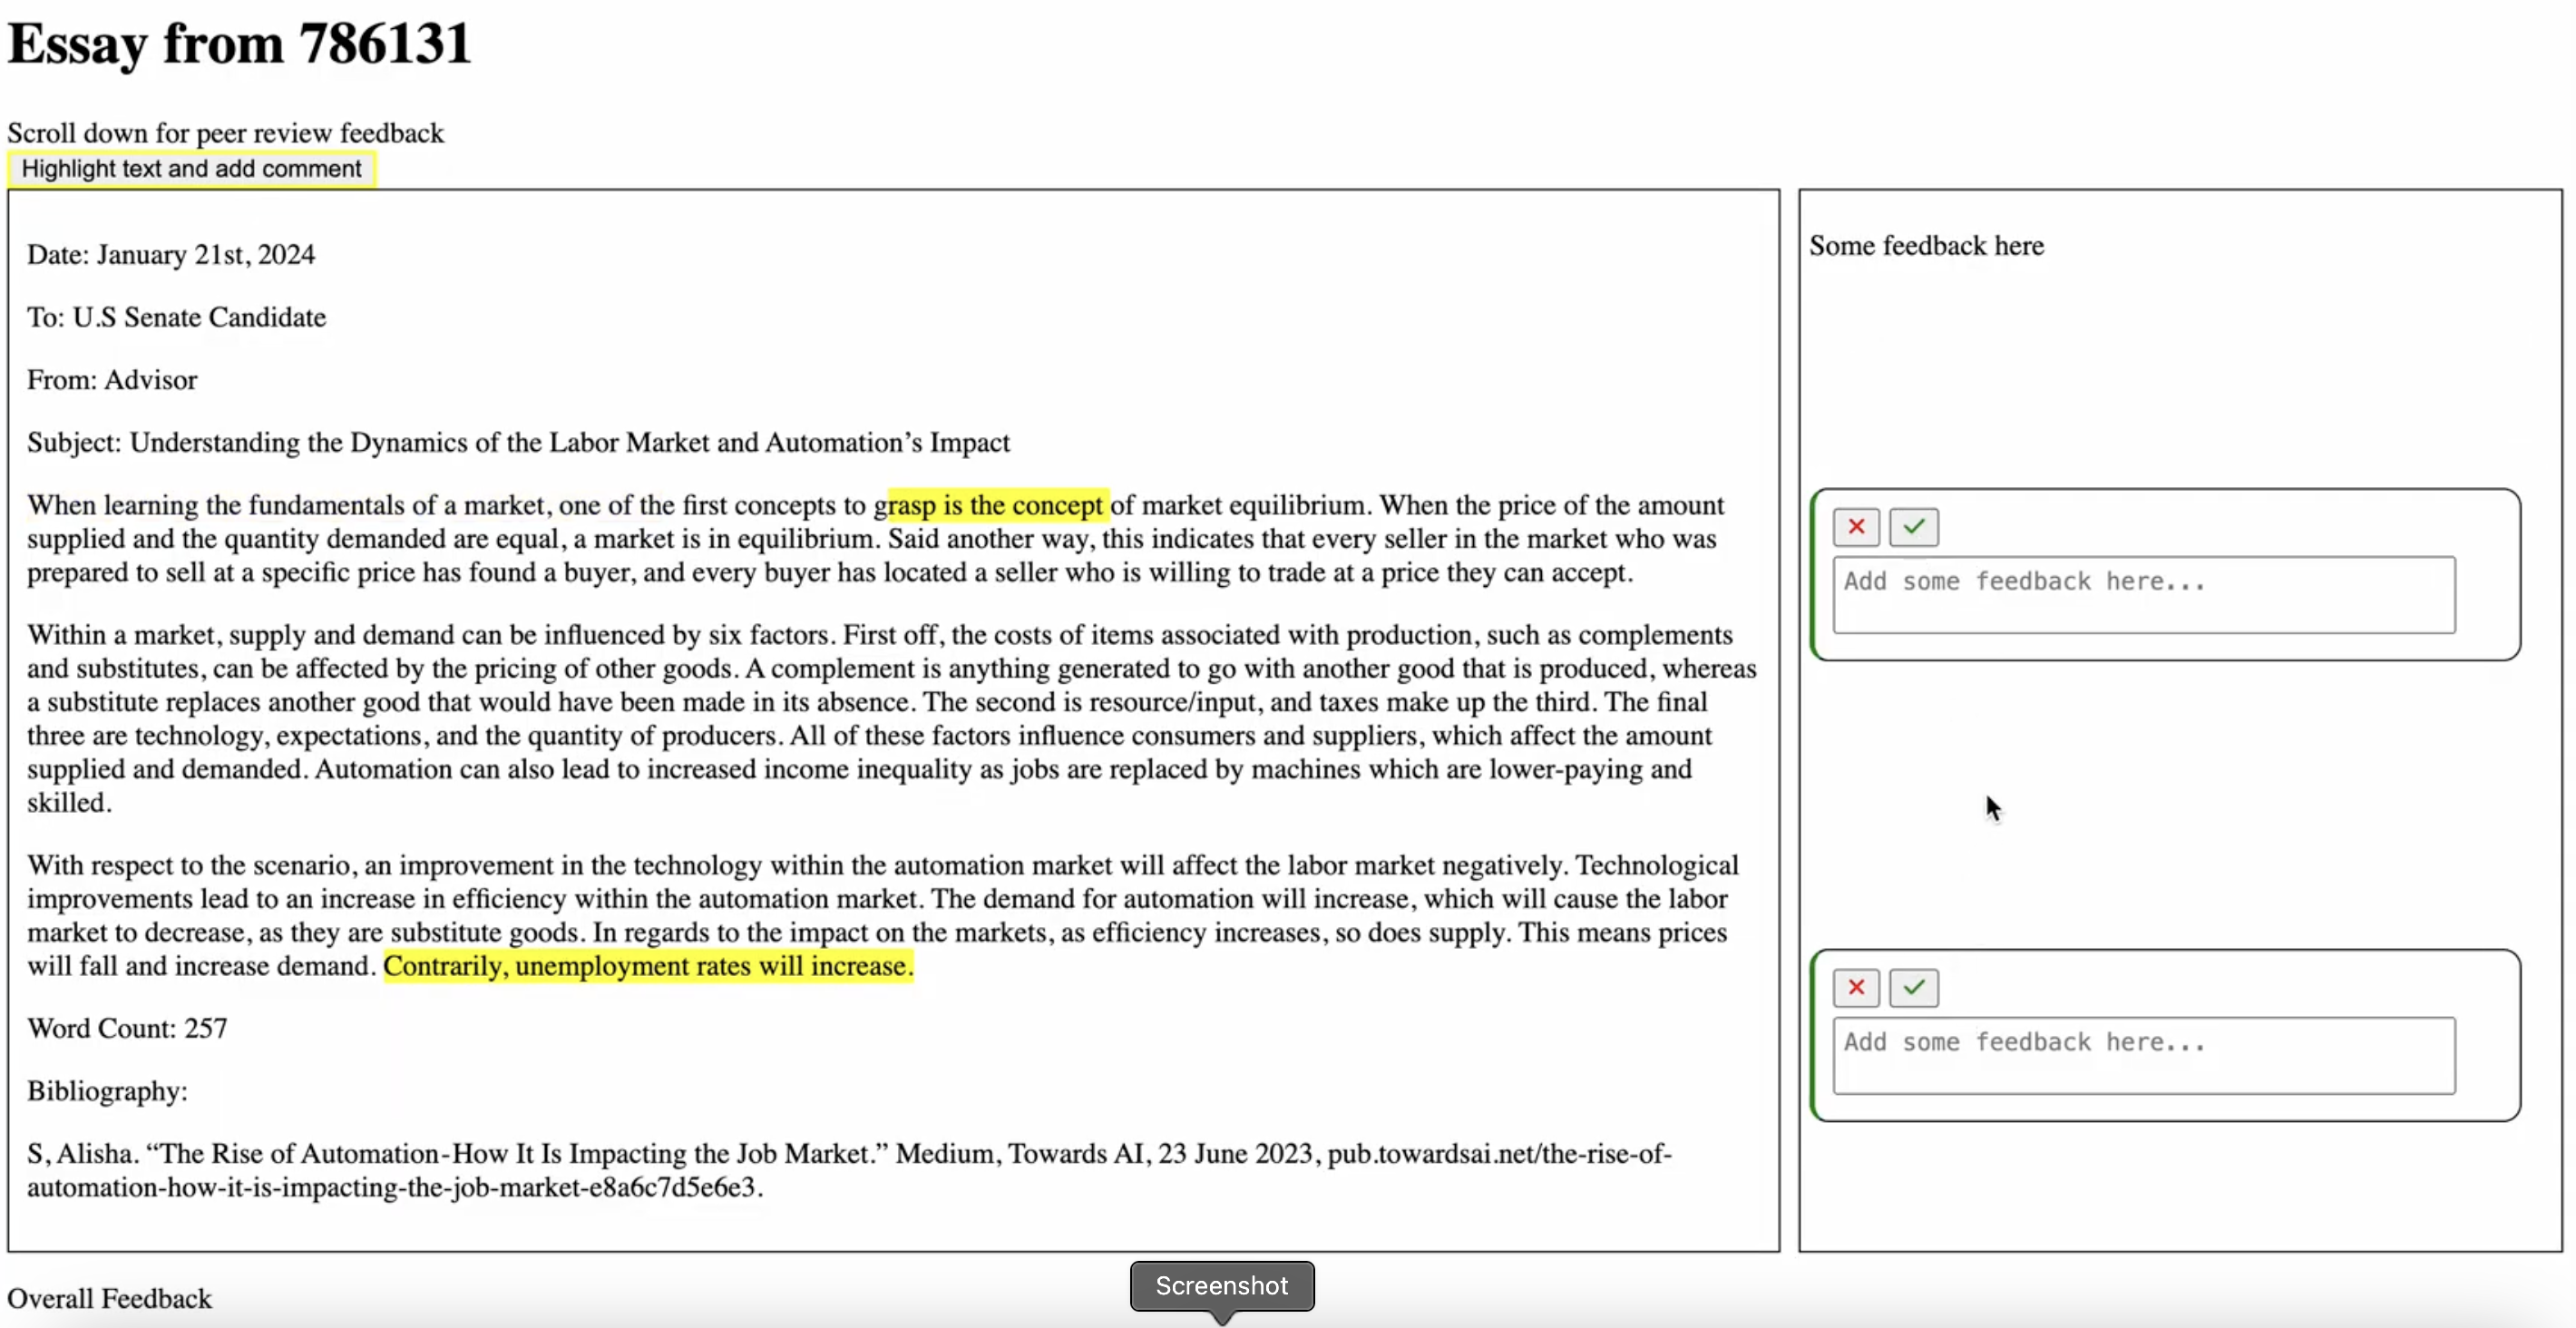 Essay from 786131
Scroll down for peer review feedback
Highlight text and add comment
Date: January 21st, 2024
To: U.S Senate Candidate
From: Advisor
Subject: Understanding the Dynamics of the Labor Market and Automation’s Impact
When learning the fundamentals of a market, one of the first concepts to grasp is the concept of market equilibrium. When the price of the amount
supplied and the quantity demanded are equal, a market is in equilibrium. Said another way, this indicates that every seller in the market who was
prepared to sell at a specific price has found a buyer, and every buyer has located a seller who is willing to trade at a price they can accept.
Within a market, supply and demand can be influenced by six factors. First off, the costs of items associated with production, such as complements
and substitutes, can be affected by the pricing of other goods. A complement is anything generated to go with another good that is produced, whereas
a substitute replaces another good that would have been made in its absence. The second is resource/input, and taxes make up the third. The final
three are technology, expectations, and the quantity of producers. All of these factors influence consumers and suppliers, which affect the amount
supplied and demanded. Automation can also lead to increased income inequality as jobs are replaced by machines which are lower-paying and
skilled.
With respect to the scenario, an improvement in the technology within the automation market will affect the labor market negatively. Technological
improvements lead to an increase in efficiency within the automation market. The demand for automation will increase, which will cause the labor
market to decrease, as they are substitute goods. In regards to the impact on the markets, as efficiency increases, so does supply. This means prices
will fall and increase demand. Contrarily, unemployment rates will increase.
Word Count: 257
Bibliography:
S, Alisha. “The Rise of Automation-How It Is Impacting the Job Market.” Medium, Towards AI, 23 June 2023, pub.towardsai.net/the-rise-of-
automation-how-it-is-impacting-the-job-market-e8a6c7d5e6e3.
Some feedback here
Add some feedback here...
Add some feedback here...
Overall Feedback
Screenshot